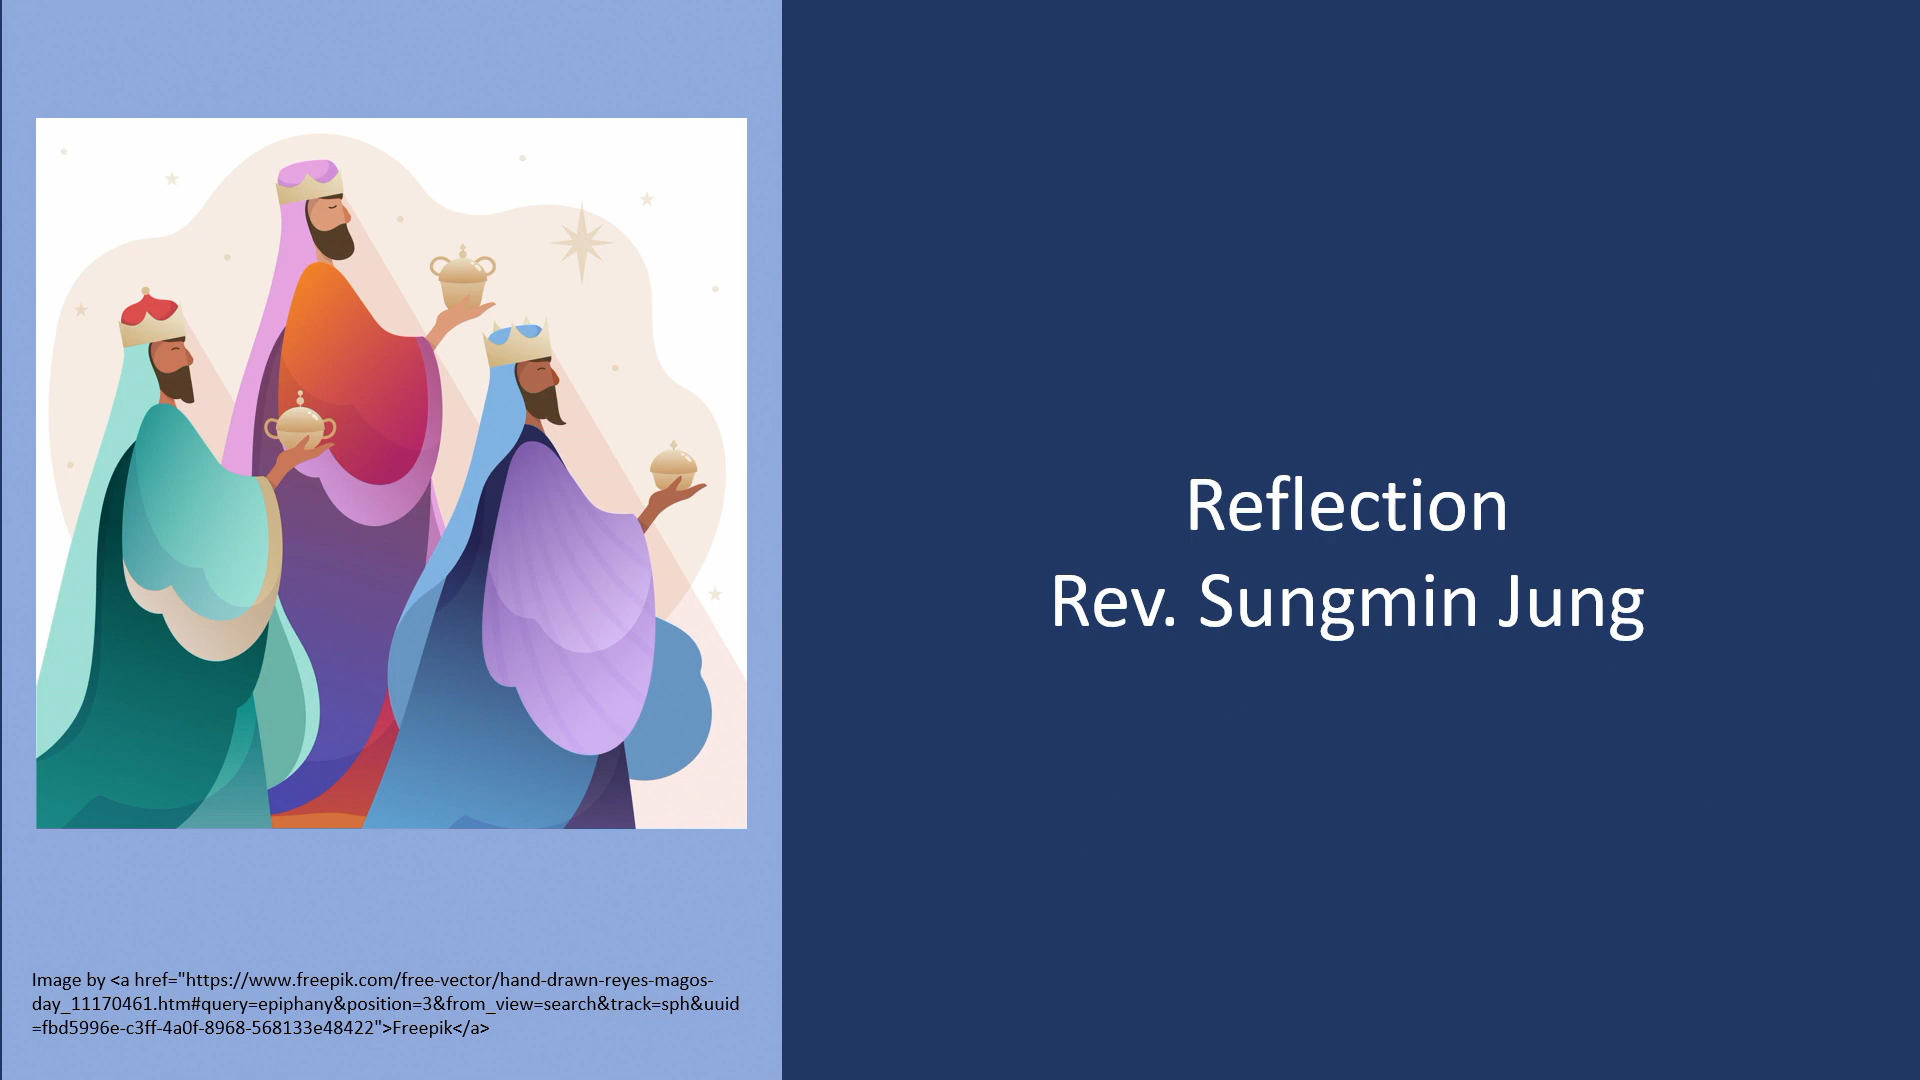 Reflection
Rev. Sungmin Jung
Image by <a href="https://www.freepik.com/free-vector/hand-drawn-reyes-magos-
day_11170461.htm#query=epiphany&position=3&from_view=search&track=sph&uuid
=fbd5996e-c3ff-4a0f-8968-568133e48422">Freepik</a>